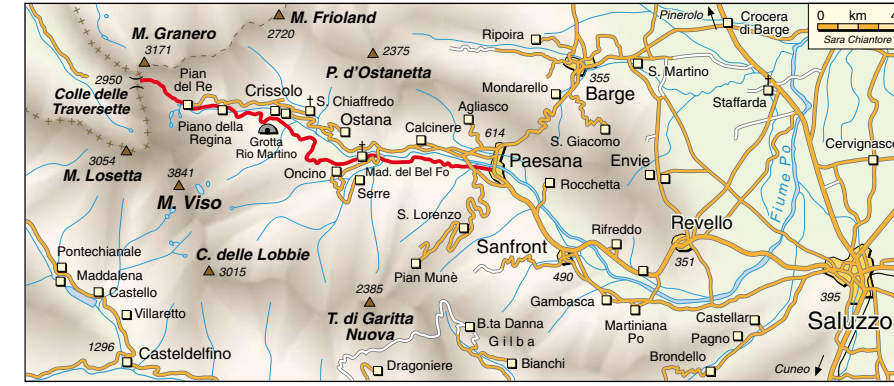 M. Frioland
2720
Pinerolo
Crocera
di Barge
0 km 4
Sara Chiantore
M. Granero
3171
Ripoira
2375
P. d'Ostanetta
355
S. Martino
2950
Colle delle
Traversette
Pian
del Re
Crissolo
S. Chiaffredo
Mondarello
Barge
Staffarda
Agliasco
Ostana
Calcinere
614
S. Giacomo
Piano della
Regina
Grotta
Rio Martino
Paesana
Envie
Cervignasco
3054
M. Losetta
3841
M. Viso
Oncino
Mad. del Bel Fo
Serre
Rocchetta
Fiume Po
S. Lorenzo
Rifreddo
Revello
351
Pontechianale
Maddalena
C. delle Lobbie
3015
Sanfront
490
Pian Munè
Castello
2385
T. di Garitta
Nuova
Gambasca
395
Saluzzo
Villaretto
Martiniana
Po
Castellar
B.ta Danna
Gilba
Pagno
1296
Casteldelfino
Dragoniere
Bianchi
Brondello
Cuneo